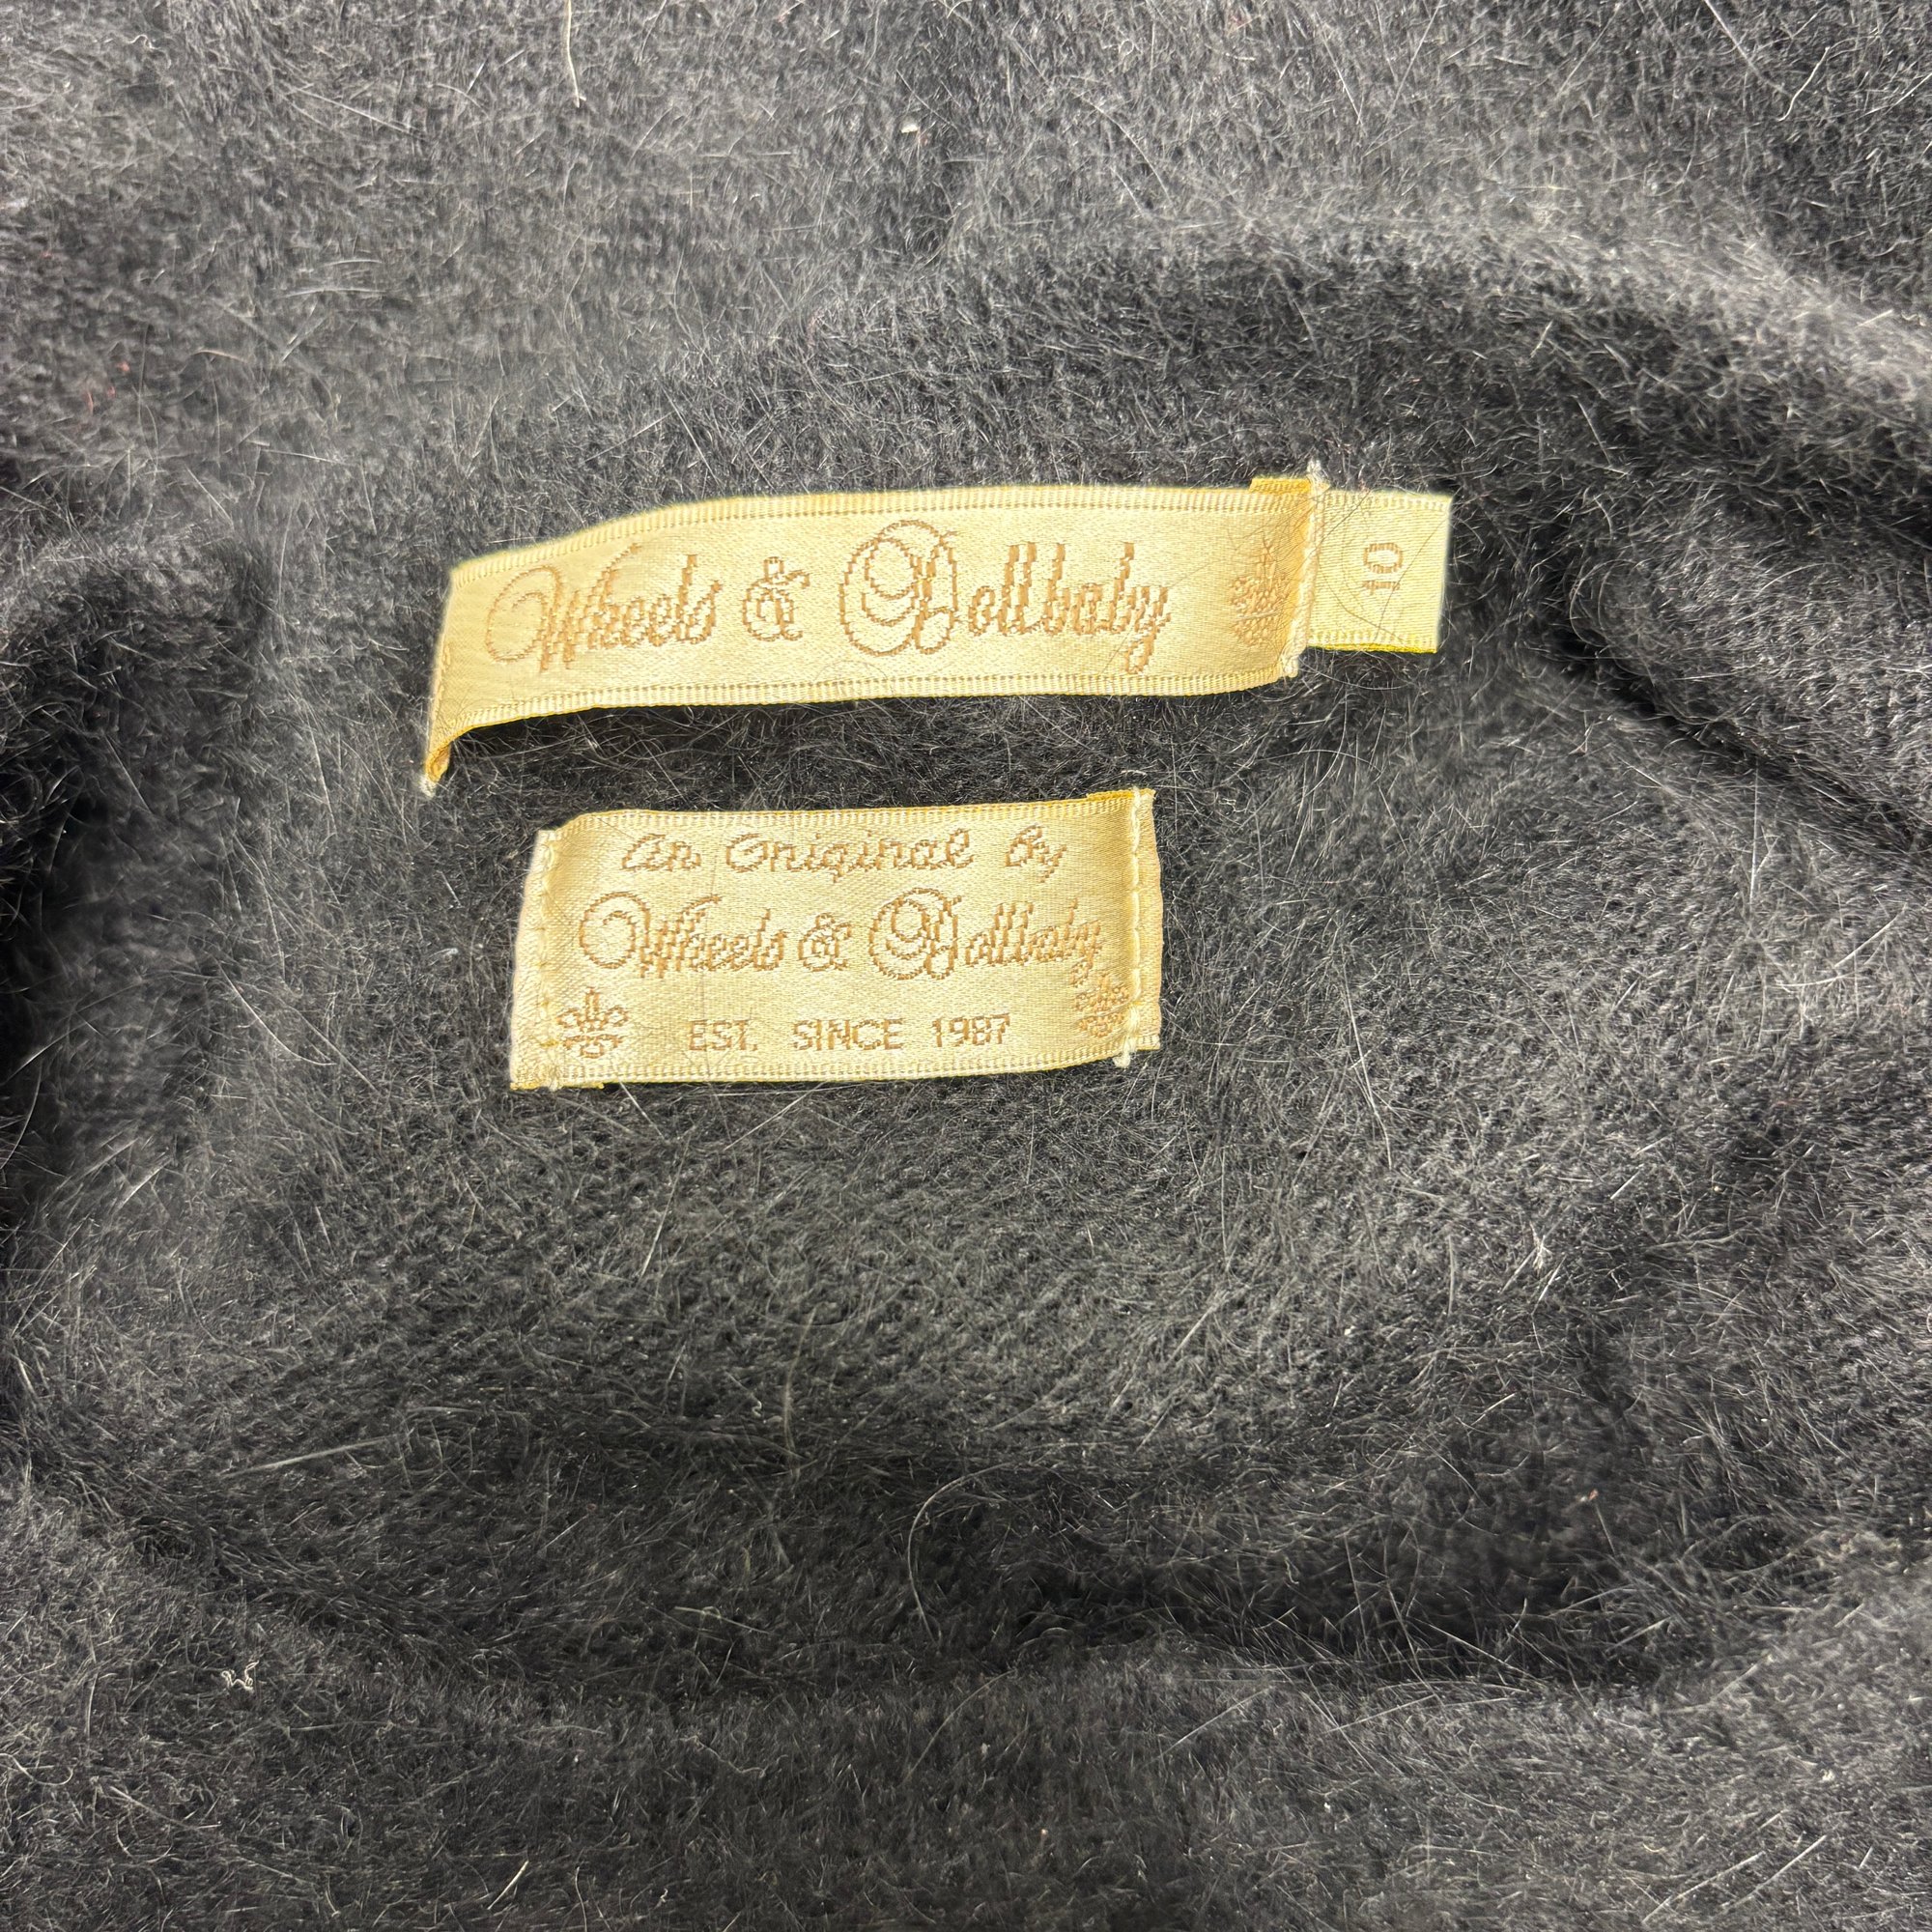 Wheels & Dollbaby
10
An Original By
Wheels & Dollbaby
EST. SINCE 1987